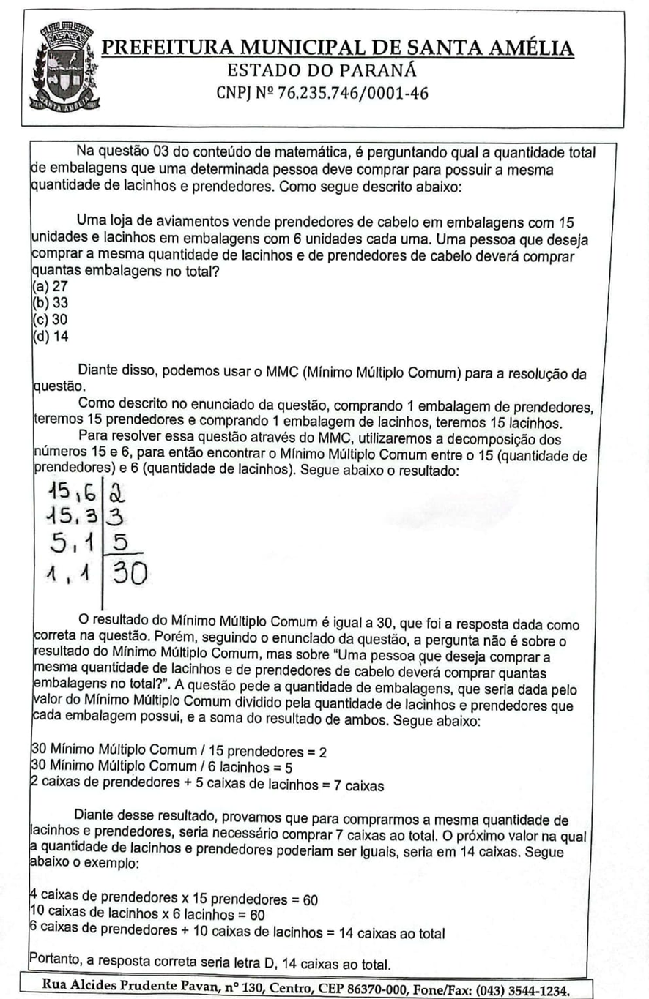 PREFEITURA MUNICIPAL DE SANTA AMÉLIA
ESTADO DO PARANÁ
CNPJ Nº 76.235.746/0001-46
SANTA AMÉLIA
Na questão 03 do conteúdo de matemática, é perguntando qual a quantidade total
de embalagens que uma determinada pessoa deve comprar para possuir a mesma
quantidade de lacinhos e prendedores. Como segue descrito abaixo:
Uma loja de aviamentos vende prendedores de cabelo em embalagens com 15
unidades e lacinhos em embalagens com 6 unidades cada uma. Uma pessoa que deseja
comprar a mesma quantidade de lacinhos e de prendedores de cabelo deverá comprar
quantas embalagens no total?
(a) 27
(b) 33
(c) 30
(d) 14
Diante disso, podemos usar o MMC (Mínimo Múltiplo Comum) para a resolução da
questão.
Como descrito no enunciado da questão, comprando 1 embalagem de prendedores,
teremos 15 prendedores e comprando 1 embalagem de lacinhos, teremos 15 lacinhos.
Para resolver essa questão através do MMC, utilizaremos a decomposição dos
números 15 e 6, para então encontrar o Mínimo Múltiplo Comum entre o 15 (quantidade de
prendedores) e 6 (quantidade de lacinhos). Segue abaixo o resultado:
15,6 2
15,3 3
5,1 5
1,1 30
O resultado do Mínimo Múltiplo Comum é igual a 30, que foi a resposta dada como
correta na questão. Porém, seguindo o enunciado da questão, a pergunta não é sobre o
resultado do Mínimo Múltiplo Comum, mas sobre “Uma pessoa que deseja comprar a
mesma quantidade de lacinhos e de prendedores de cabelo deverá comprar quantas
embalagens no total?”. A questão pede a quantidade de embalagens, que seria dada pelo
valor do Mínimo Múltiplo Comum dividido pela quantidade de lacinhos e prendedores que
cada embalagem possui, e a soma do resultado de ambos. Segue abaixo:
30 Mínimo Múltiplo Comum / 15 prendedores = 2
30 Mínimo Múltiplo Comum / 6 lacinhos = 5
2 caixas de prendedores + 5 caixas de lacinhos = 7 caixas
Diante desse resultado, provamos que para comprarmos a mesma quantidade de
lacinhos e prendedores, seria necessário comprar 7 caixas ao total. O próximo valor na qual
a quantidade de lacinhos e prendedores poderiam ser iguais, seria em 14 caixas. Segue
abaixo o exemplo:
4 caixas de prendedores x 15 prendedores = 60
10 caixas de lacinhos x 6 lacinhos = 60
6 caixas de prendedores + 10 caixas de lacinhos = 14 caixas ao total
Portanto, a resposta correta seria letra D, 14 caixas ao total.
Rua Alcides Prudente Pavan, nº 130, Centro, CEP 86370-000, Fone/Fax: (043) 3544-1234.